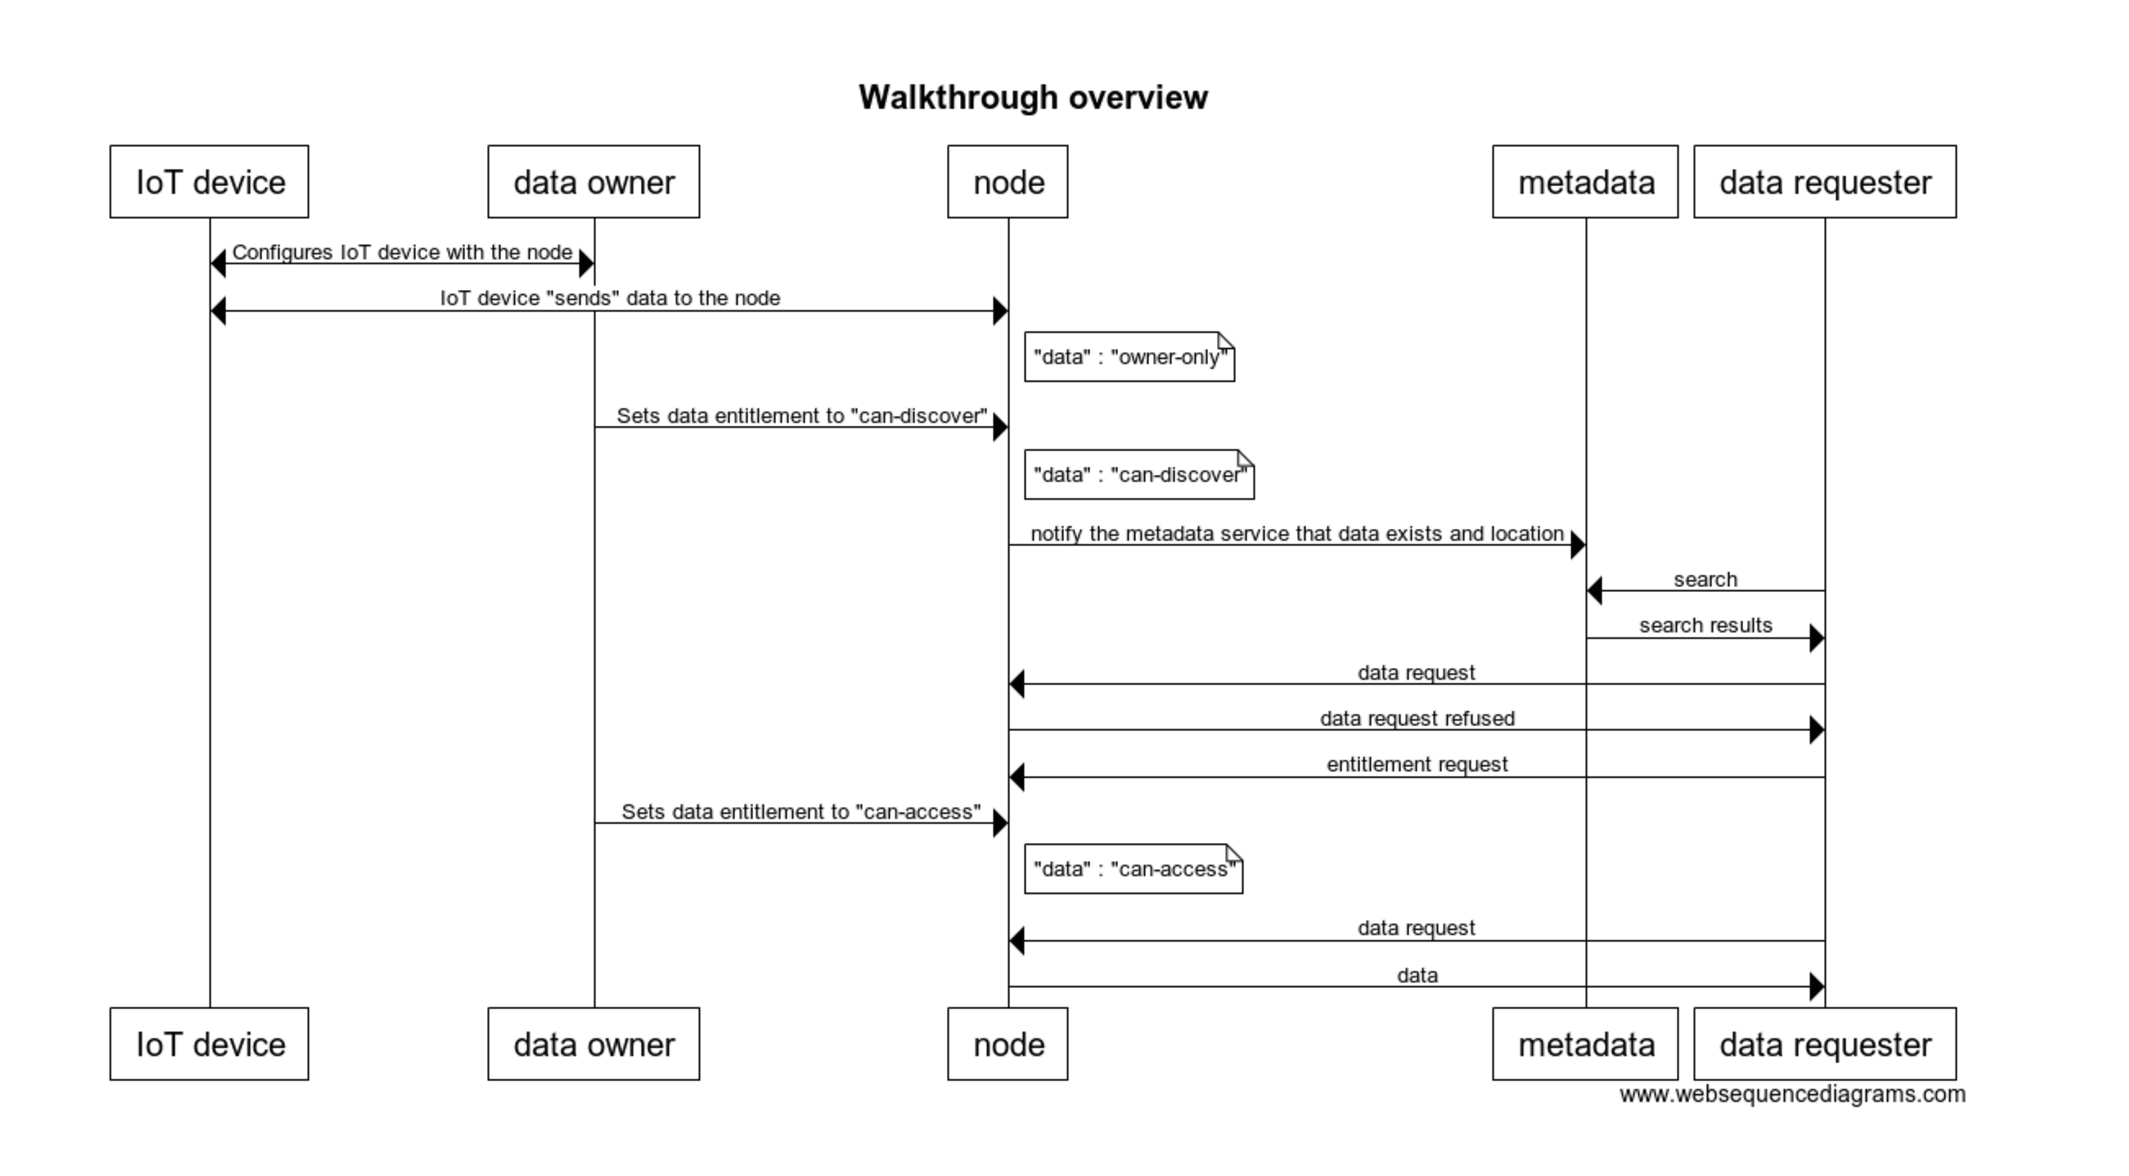 Walkthrough overview
IoT device
data owner
node
metadata
data requester
Configures IoT device with the node
IoT device "sends" data to the node
"data" : "owner-only"
Sets data entitlement to "can-discover"
"data" : "can-discover"
notify the metadata service that data exists and location
search
search results
data request
data request refused
entitlement request
Sets data entitlement to "can-access"
"data" : "can-access"
data request
data
IoT device
data owner
node
metadata
data requester
www.websequencediagrams.com